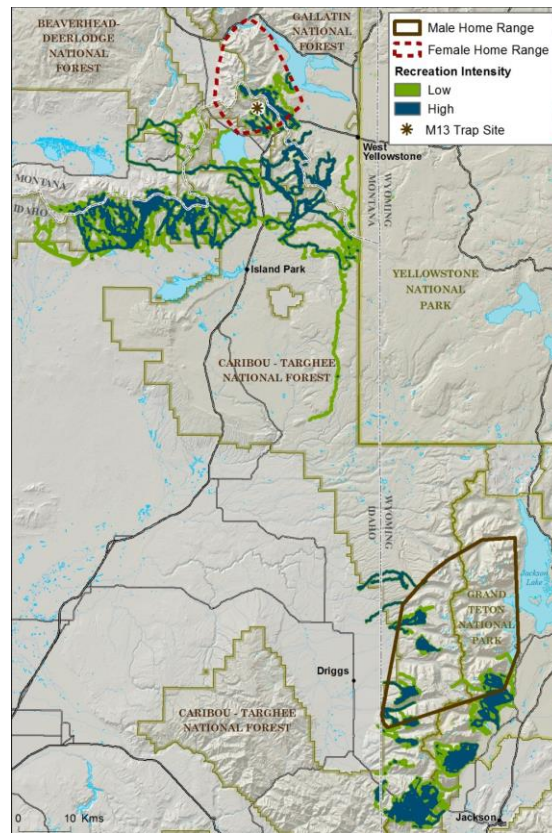 BEAVERHEAD-
DEERLODGE
NATIONAL
FOREST
GALLATIN
NATIONAL
FOREST
Male Home Range
Female Home Range
Recreation Intensity
Low
High
M13 Trap Site
West
Yellowstone
MONTANA
IDAHO
WYOMING
MONTANA
Island Park
YELLOWSTONE
NATIONAL
PARK
CARIBOU - TARGHEE
NATIONAL FOREST
WYOMING
IDAHO
Jackson
Lake
GRAND
TETON
NATIONAL
PARK
Driggs
CARIBOU - TARGHEE
NATIONAL FOREST
0 10 Kms
Jackson